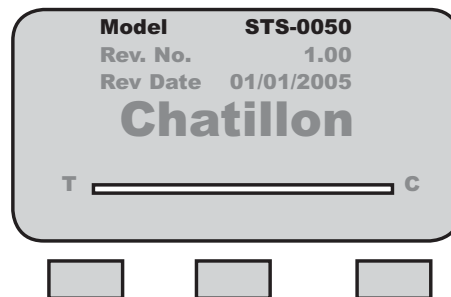 Model STS-0050
Rev. No. 1.00
Rev Date 01/01/2005
Chatillon
T C